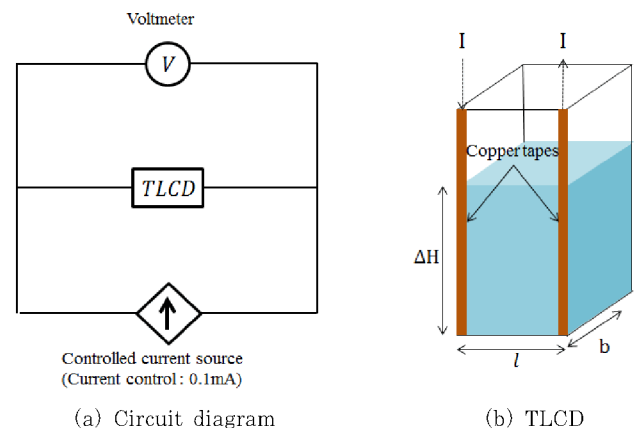 Voltmeter
V
TLCD
Controlled current source
(Current control : 0.1mA)
(a) Circuit diagram
I I
Copper tapes
ΔH
l
b
(b) TLCD